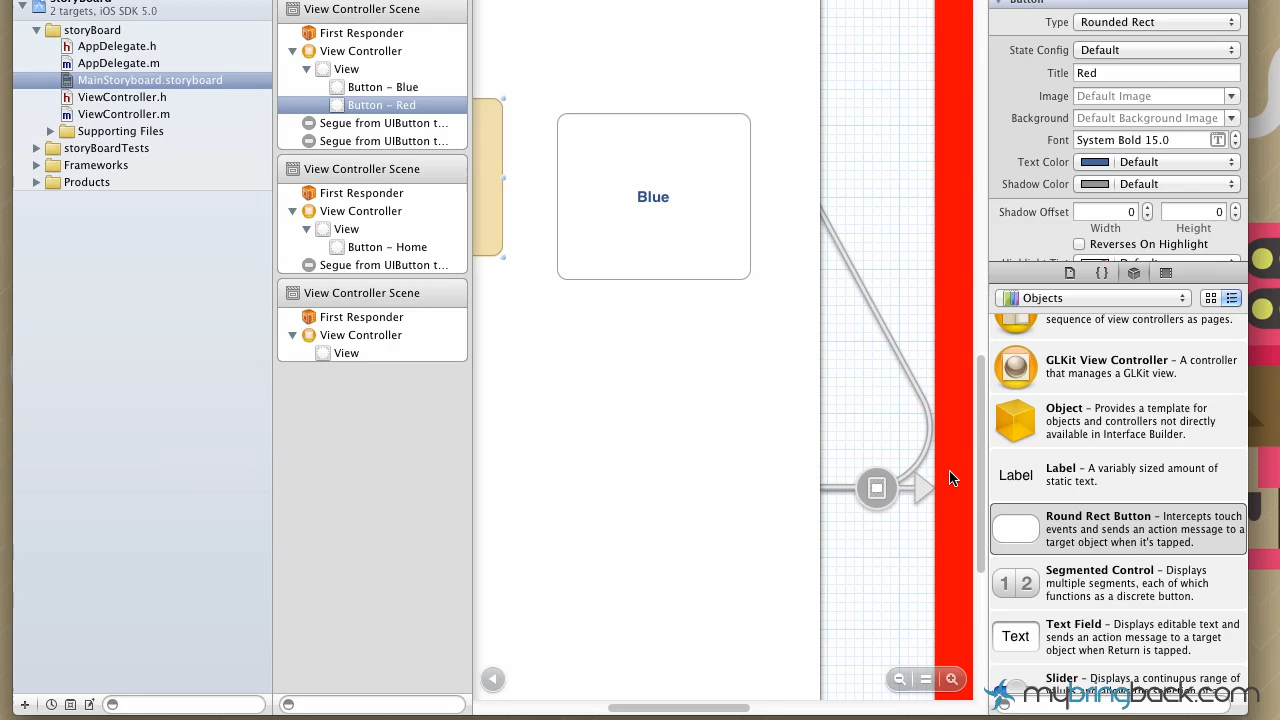 storyBoard
2 targets, iOS SDK 5.0
storyBoard
AppDelegate.h
AppDelegate.m
MainStoryboard.storyboard
ViewController.h
ViewController.m
Supporting Files
storyBoardTests
Frameworks
Products
View Controller Scene
First Responder
View Controller
View
Button – Blue
Button – Red
Segue from UIButton t...
Segue from UIButton t...
View Controller Scene
First Responder
View Controller
View
Button – Home
Segue from UIButton t...
View Controller Scene
First Responder
View Controller
View
Blue
Button
Type Rounded Rect
State Config Default
Title Red
Image Default Image
Background Default Background Image
Font System Bold 15.0 T
Text Color Default
Shadow Color Default
Shadow Offset 0 0
Width Height
Reverses On Highlight
Objects
sequence of view controllers as pages.
GLKit View Controller – A controller
that manages a GLKit view.
Object – Provides a template for
objects and controllers not directly
available in Interface Builder.
Label
Label – A variably sized amount of
static text.
Round Rect Button – Intercepts touch
events and sends an action message to a
target object when it's tapped.
1 2
Segmented Control – Displays
multiple segments, each of which
functions as a discrete button.
Text
Text Field – Displays editable text and
sends an action message to a target
object when Return is tapped.
Slider – Displays a continuous range of
mybringback.com